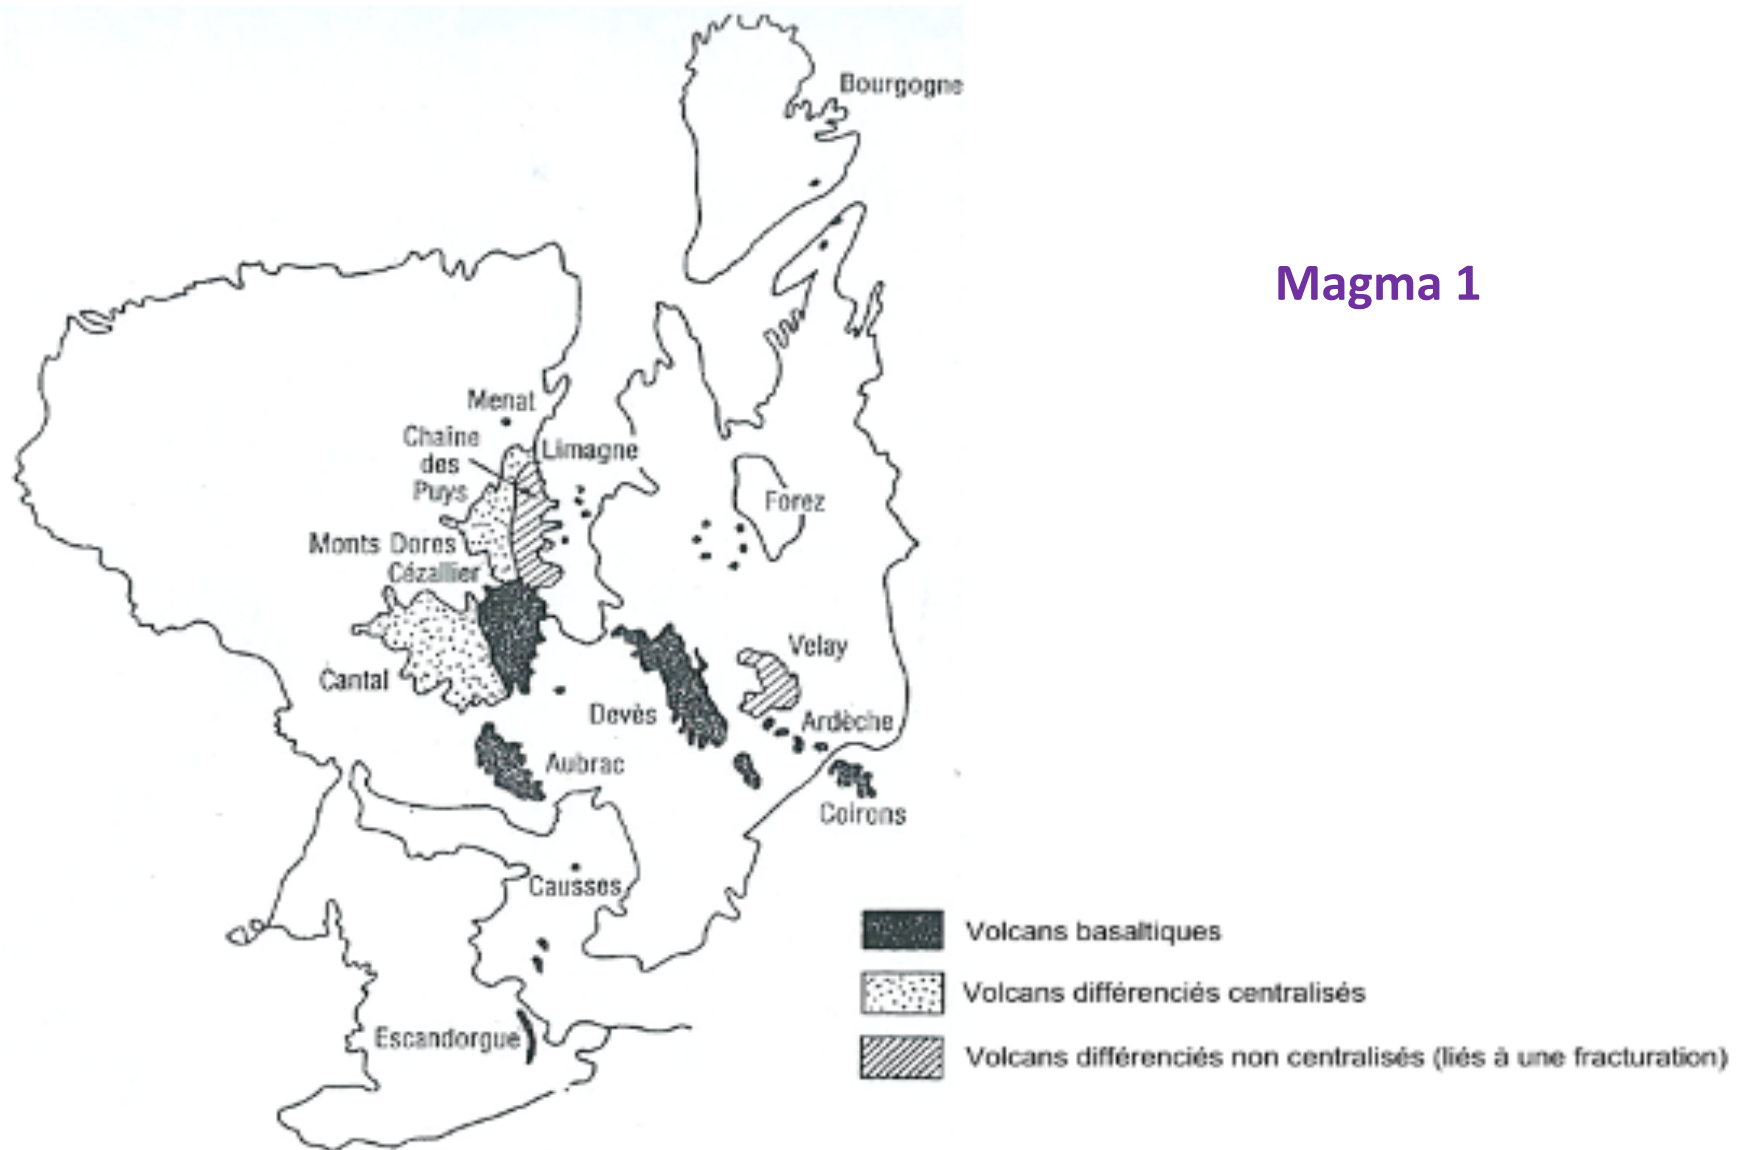 Bourgogne
Magma 1
Menat
Chaîne
des
Puys
Limagne
Forez
Monts Dores
Cézallier
Velay
Cantal
Devès
Ardèche
Aubrac
Coirons
Causses
Volcans basaltiques
Volcans différenciés centralisés
Escandorgue
Volcans différenciés non centralisés (liés à une fracturation)